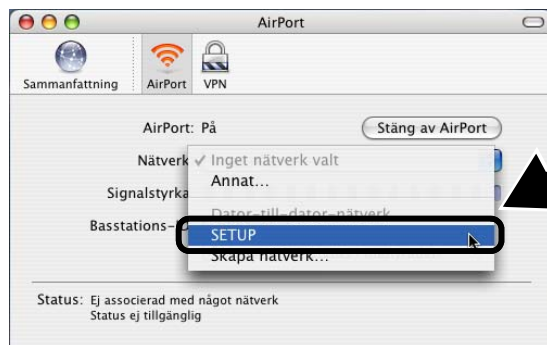 AirPort
Sammanfattning AirPort VPN
AirPort: På Stäng av AirPort
Nätverk ✓ Inget nätverk valt
Annat...
Signalstyrka
Dator-till-dator-nätverk
Basstations-ID
SETUP
Skapa nätverk...
Status: Ej associerad med något nätverk
Status ej tillgänglig